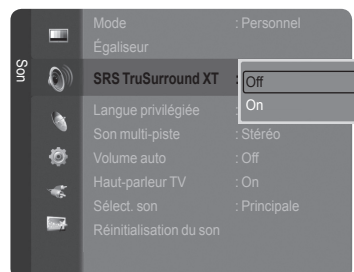 Son
Mode : Personnel
Égaliseur
SRS TruSurround XT : Off
On
Langue privilégiée :
Son multi-piste : Stéréo
Volume auto : Off
Haut-parleur TV : On
Sélect. son : Principale
Réinitialisation du son